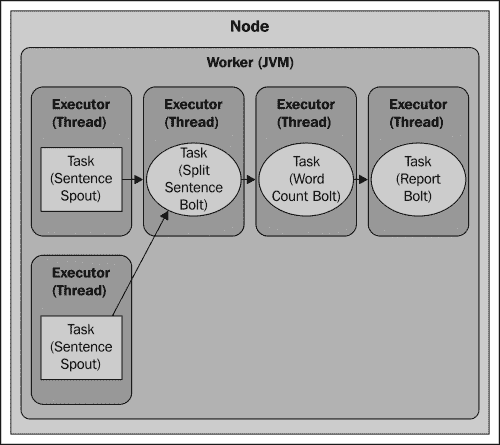 Node
Worker (JVM)
Executor
(Thread)
Task
(Sentence
Spout)
Executor
(Thread)
Task
(Split
Sentence
Bolt)
Executor
(Thread)
Task
(Word
Count Bolt)
Executor
(Thread)
Task
(Report
Bolt)
Executor
(Thread)
Task
(Sentence
Spout)